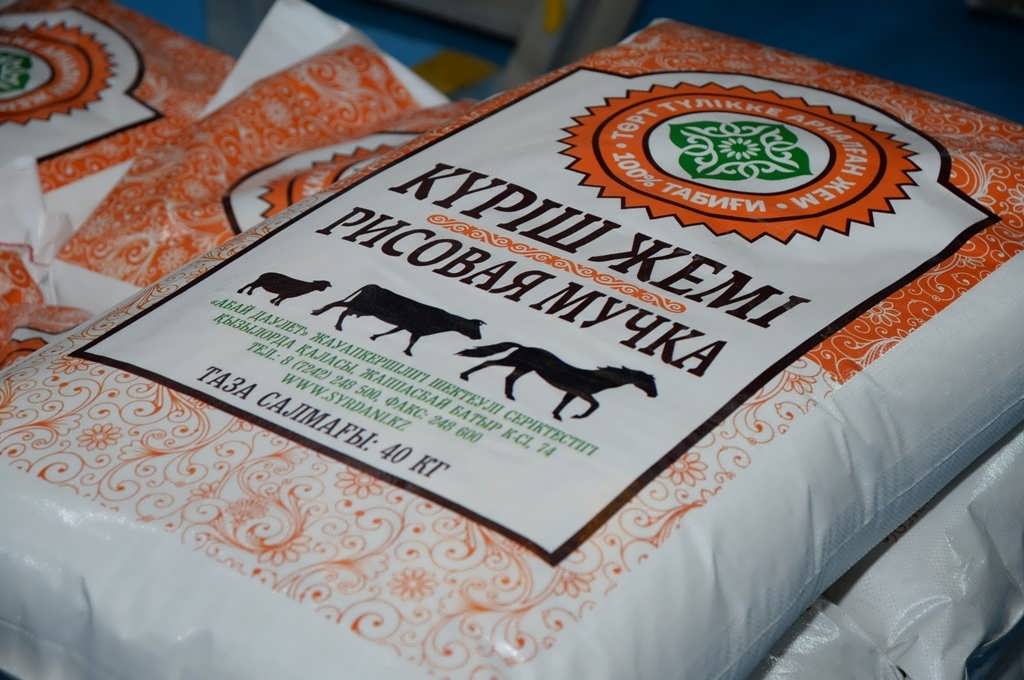 ТӨРТ ТҮЛІККЕ АРНАЛҒАН ЖЕМ
100% ТАБИҒИ
КҮРІШ ЖЕМІ
РИСОВАЯ МУЧКА
«АБАЙ ДӘУЛЕТ» ЖАУАПКЕРШІЛІГІ ШЕКТЕУЛІ СЕРІКТЕСТІГІ
ҚЫЗЫЛОРДА ҚАЛАСЫ, ЖАППАСБАЙ БАТЫР К-СІ, 74
ТЕЛ: 8 (7242) 248 500, ФАКС: 248 600
WWW.SYRDANI.KZ
ТАЗА САЛМАҒЫ: 40 КГ